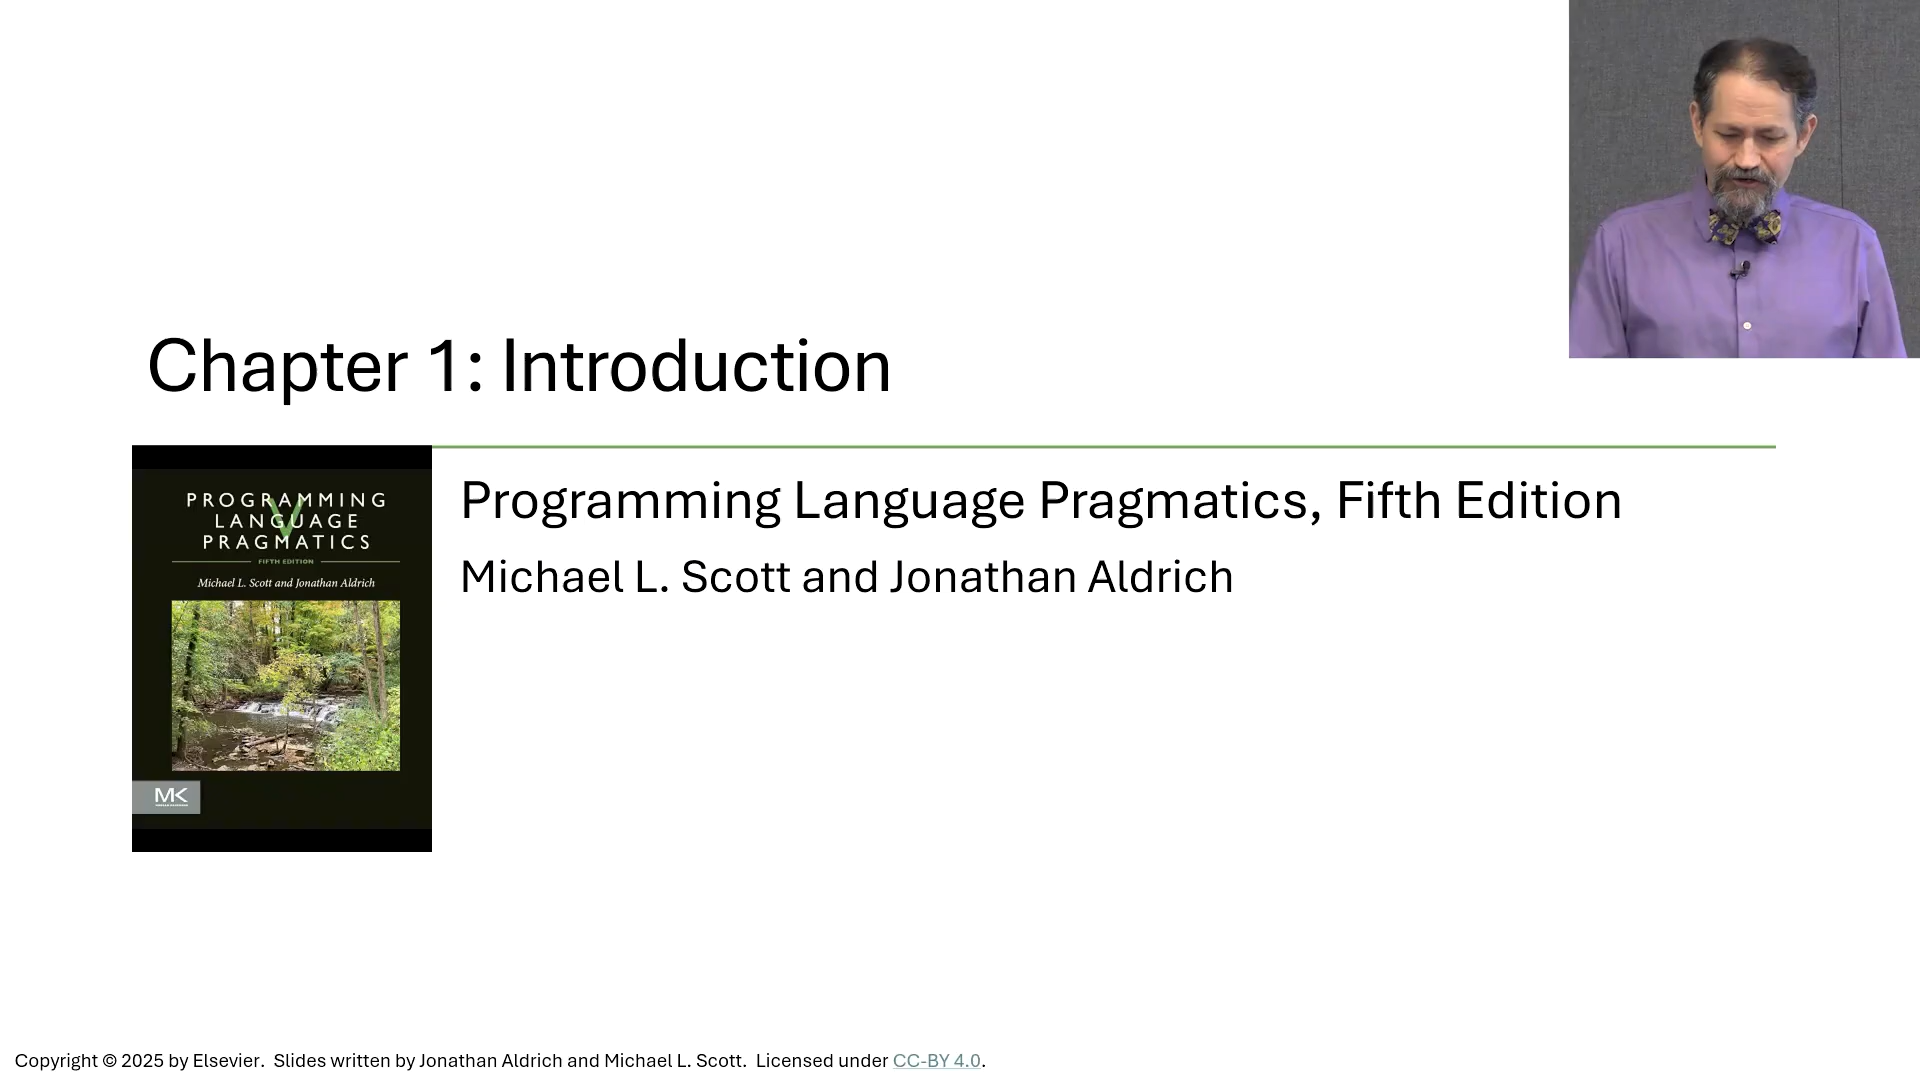 Chapter 1: Introduction
PROGRAMMING
LANGUAGE
PRAGMATICS
V
FIFTH EDITION
Michael L. Scott and Jonathan Aldrich
MK
Programming Language Pragmatics, Fifth Edition
Michael L. Scott and Jonathan Aldrich
Copyright © 2025 by Elsevier.  Slides written by Jonathan Aldrich and Michael L. Scott.  Licensed under CC-BY 4.0.